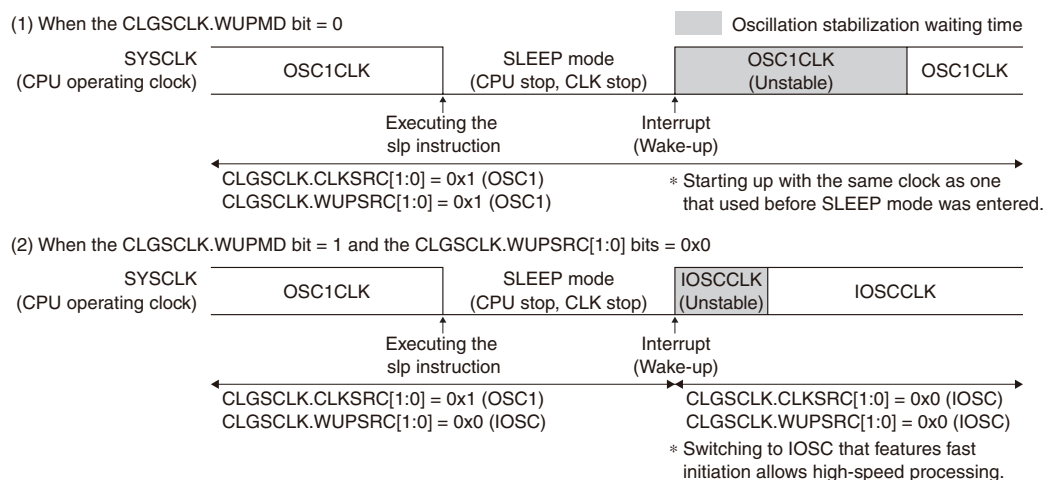 (1) When the CLGSCLK.WUPMD bit = 0
Oscillation stabilization waiting time
SYSCLK
(CPU operating clock)
OSC1CLK
SLEEP mode
(CPU stop, CLK stop)
OSC1CLK
(Unstable)
OSC1CLK
Executing the
slp instruction
Interrupt
(Wake-up)
CLGSCLK.CLKSRC[1:0] = 0x1 (OSC1)
CLGSCLK.WUPSRC[1:0] = 0x1 (OSC1)
* Starting up with the same clock as one
that used before SLEEP mode was entered.
(2) When the CLGSCLK.WUPMD bit = 1 and the CLGSCLK.WUPSRC[1:0] bits = 0x0
SYSCLK
(CPU operating clock)
OSC1CLK
SLEEP mode
(CPU stop, CLK stop)
IOSCCLK
(Unstable)
IOSCCLK
Executing the
slp instruction
Interrupt
(Wake-up)
CLGSCLK.CLKSRC[1:0] = 0x1 (OSC1)
CLGSCLK.WUPSRC[1:0] = 0x0 (IOSC)
CLGSCLK.CLKSRC[1:0] = 0x0 (IOSC)
CLGSCLK.WUPSRC[1:0] = 0x0 (IOSC)
* Switching to IOSC that features fast
initiation allows high-speed processing.